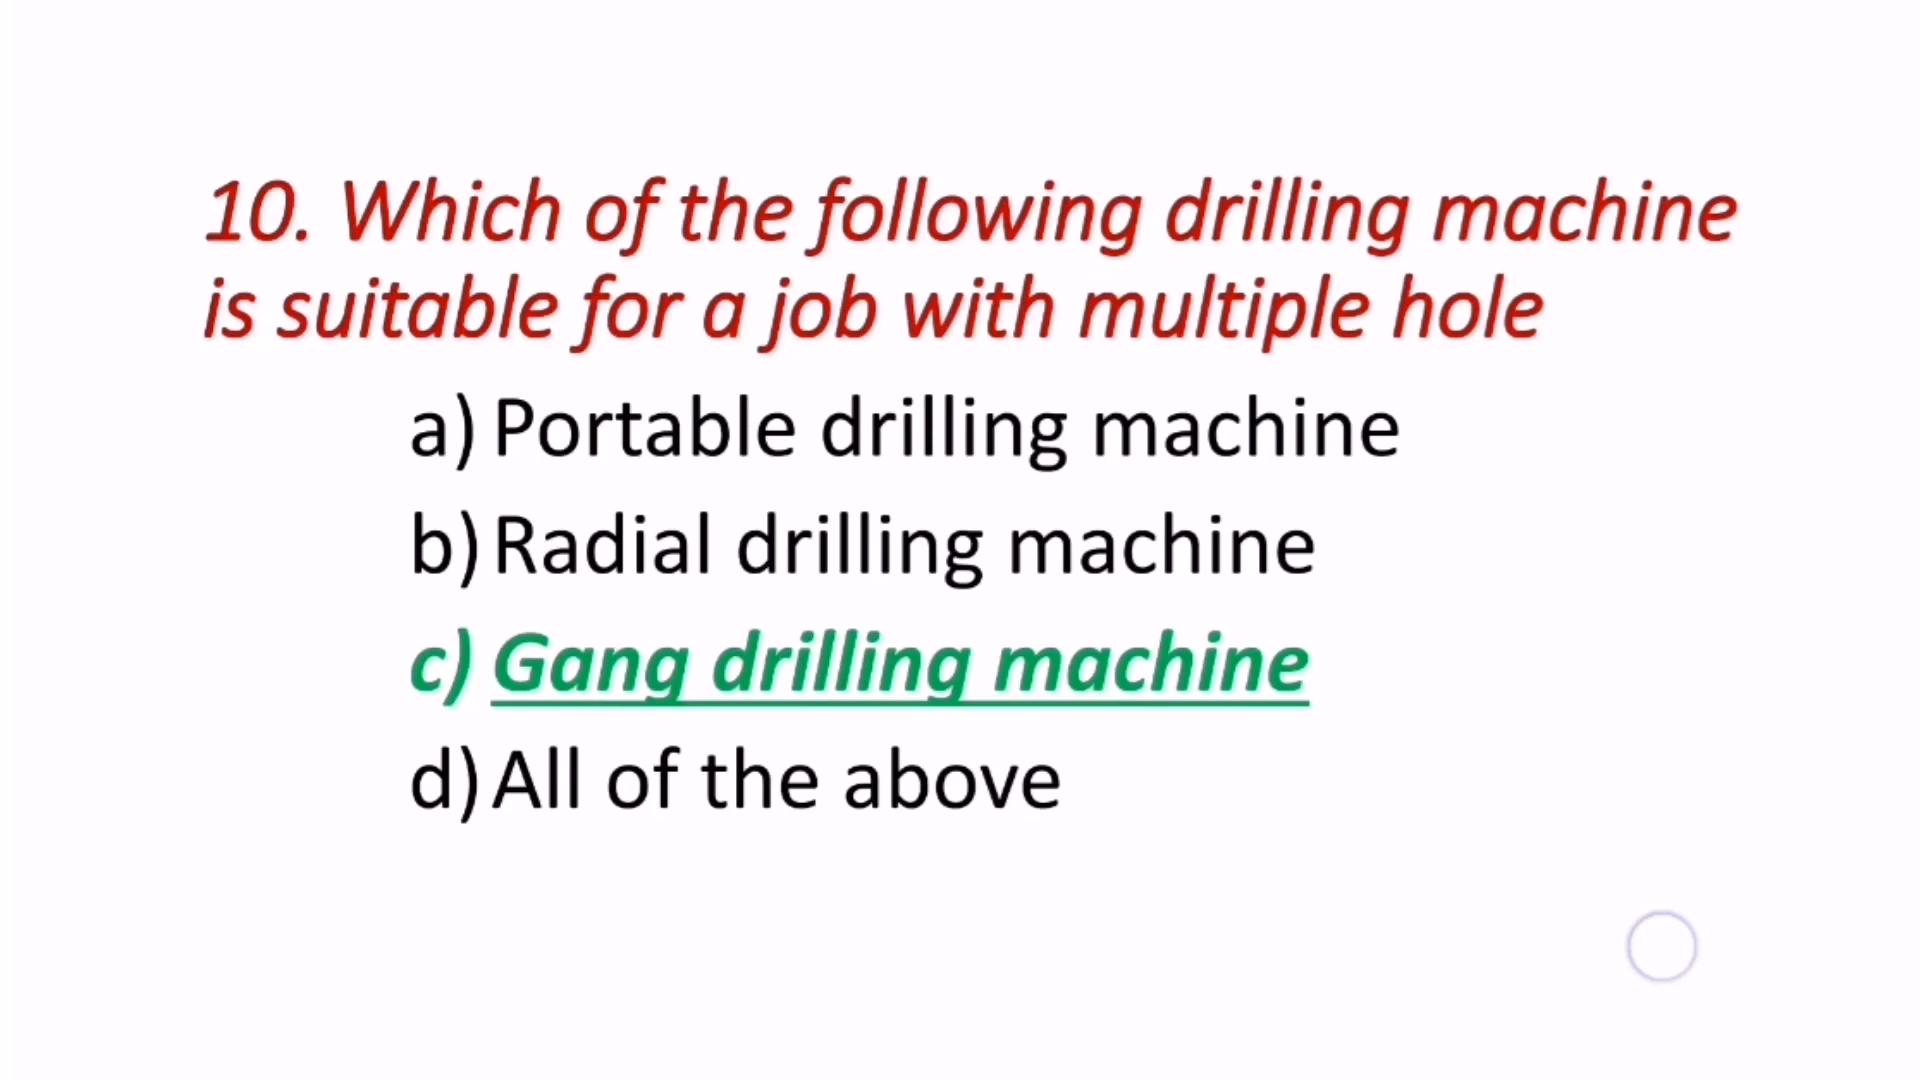 10. Which of the following drilling machine
is suitable for a job with multiple hole
a) Portable drilling machine
b) Radial drilling machine
c) Gang drilling machine
d) All of the above